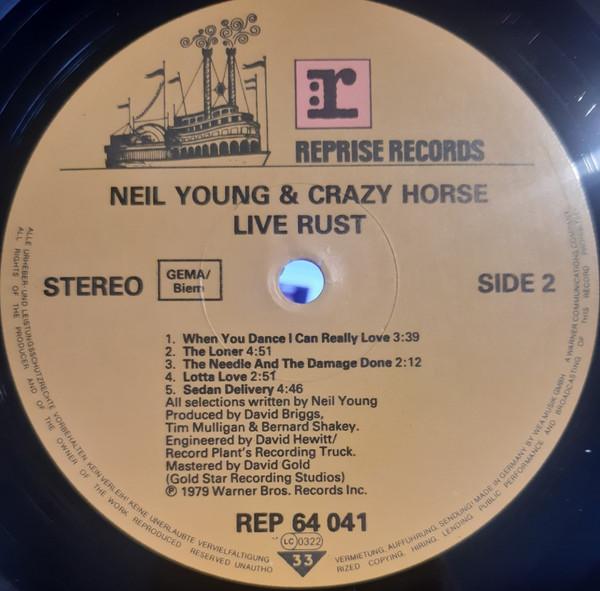 r
REPRISE RECORDS
NEIL YOUNG & CRAZY HORSE
LIVE RUST
STEREO
GEMA/
Biem
SIDE 2
1. When You Dance I Can Really Love 3:39
2. The Loner 4:51
3. The Needle And The Damage Done 2:12
4. Lotta Love 2:51
5. Sedan Delivery 4:46
All selections written by Neil Young
Produced by David Briggs,
Tim Mulligan & Bernard Shakey.
Engineered by David Hewitt/
Record Plant's Recording Truck.
Mastered by David Gold
(Gold Star Recording Studios)
Ⓟ 1979 Warner Bros. Records Inc.
REP 64 041
LC 0322
33
ALLE URHEBER- UND LEISTUNGSSCHUTZRECHTE VORBEHALTEN. KEIN VERLEIH! KEINE UNERLAUBTE VERVIELFÄLTIGUNG
VERMIETUNG, AUFFÜHRUNG, SENDUNG! MADE IN GERMANY BY WEA MUSIK GMBH A WARNER COMMUNICATIONS COMPANY
ALL RIGHTS OF THE PRODUCER AND OF THE OWNER OF THE WORK REPRODUCED RESERVED UNAUTHO
RIZED COPYING, HIRING, LENDING PUBLIC PERFORMANCE AND BROADCASTING OF THIS RECORD